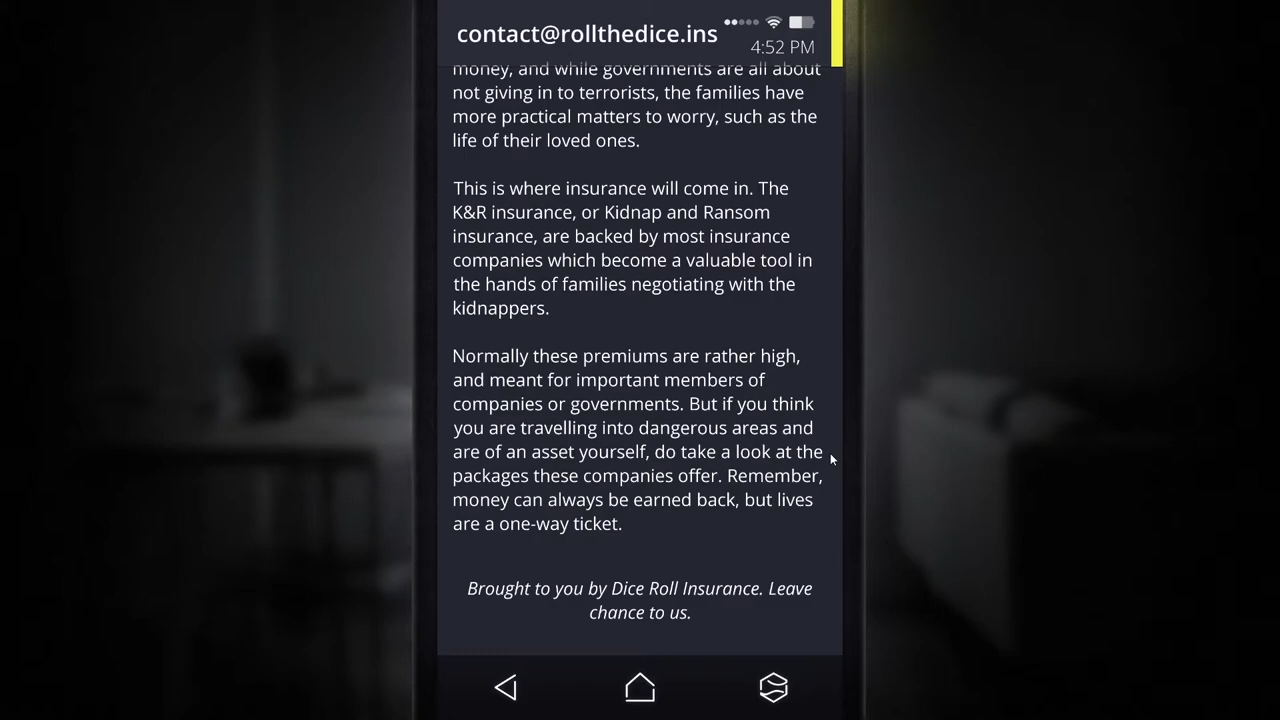 contact@rollthedice.ins
4:52 PM
money, and while governments are all about
not giving in to terrorists, the families have
more practical matters to worry, such as the
life of their loved ones.
This is where insurance will come in. The
K&R insurance, or Kidnap and Ransom
insurance, are backed by most insurance
companies which become a valuable tool in
the hands of families negotiating with the
kidnappers.
Normally these premiums are rather high,
and meant for important members of
companies or governments. But if you think
you are travelling into dangerous areas and
are of an asset yourself, do take a look at the
packages these companies offer. Remember,
money can always be earned back, but lives
are a one-way ticket.
Brought to you by Dice Roll Insurance. Leave
chance to us.